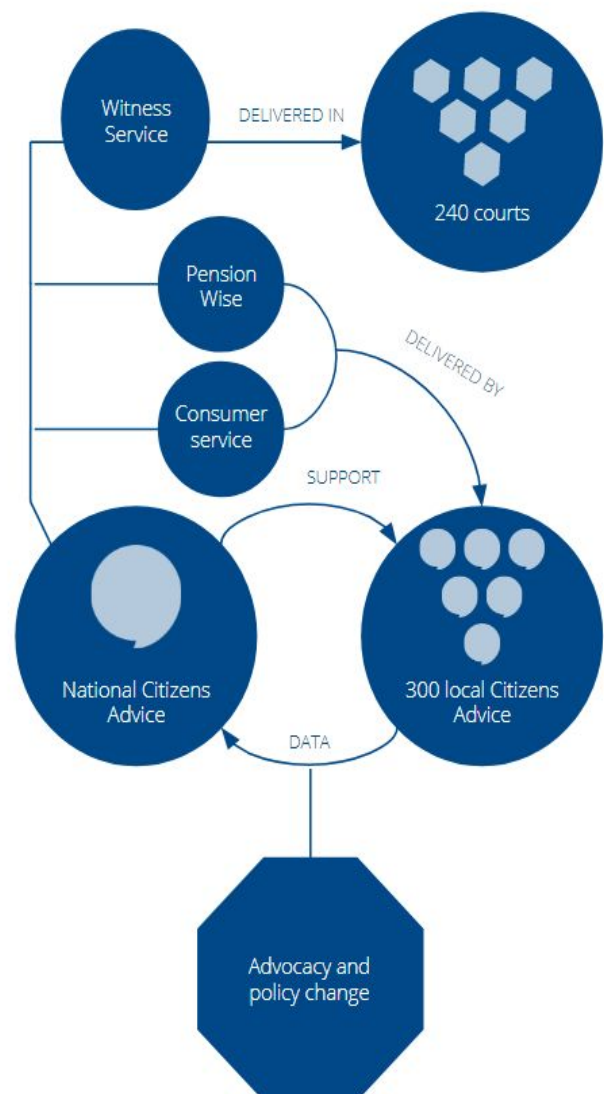 Witness
Service
DELIVERED IN
240 courts
Pension
Wise
DELIVERED BY
Consumer
service
SUPPORT
National Citizens
Advice
300 local Citizens
Advice
DATA
Advocacy and
policy change